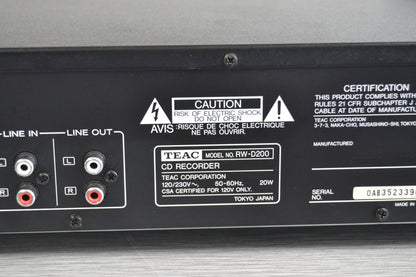 CAUTION
RISK OF ELECTRIC SHOCK
DO NOT OPEN
AVIS: RISQUE DE CHOC ELECTRIQUE
NE PAS OUVRIR.
LINE IN
LINE OUT
L
L
R
R
TEAC MODEL NO. RW-D200
CD RECORDER
TEAC CORPORATION
120/230V~, 50-60Hz, 20W
CSA CERTIFIED FOR 120V ONLY.
TOKYO JAPAN
CERTIFICATION
THIS PRODUCT COMPLIES WITH
RULES 21 CFR SUBCHAPTER J A
CABLE AT DATE OF MANUFACTU
TEAC CORPORATION
3-7-3, NAKA-CHO, MUSASHINO-SHI, TOKYO
MANUFACTURED
SERIAL
NO.
0AB352339
MADE IN